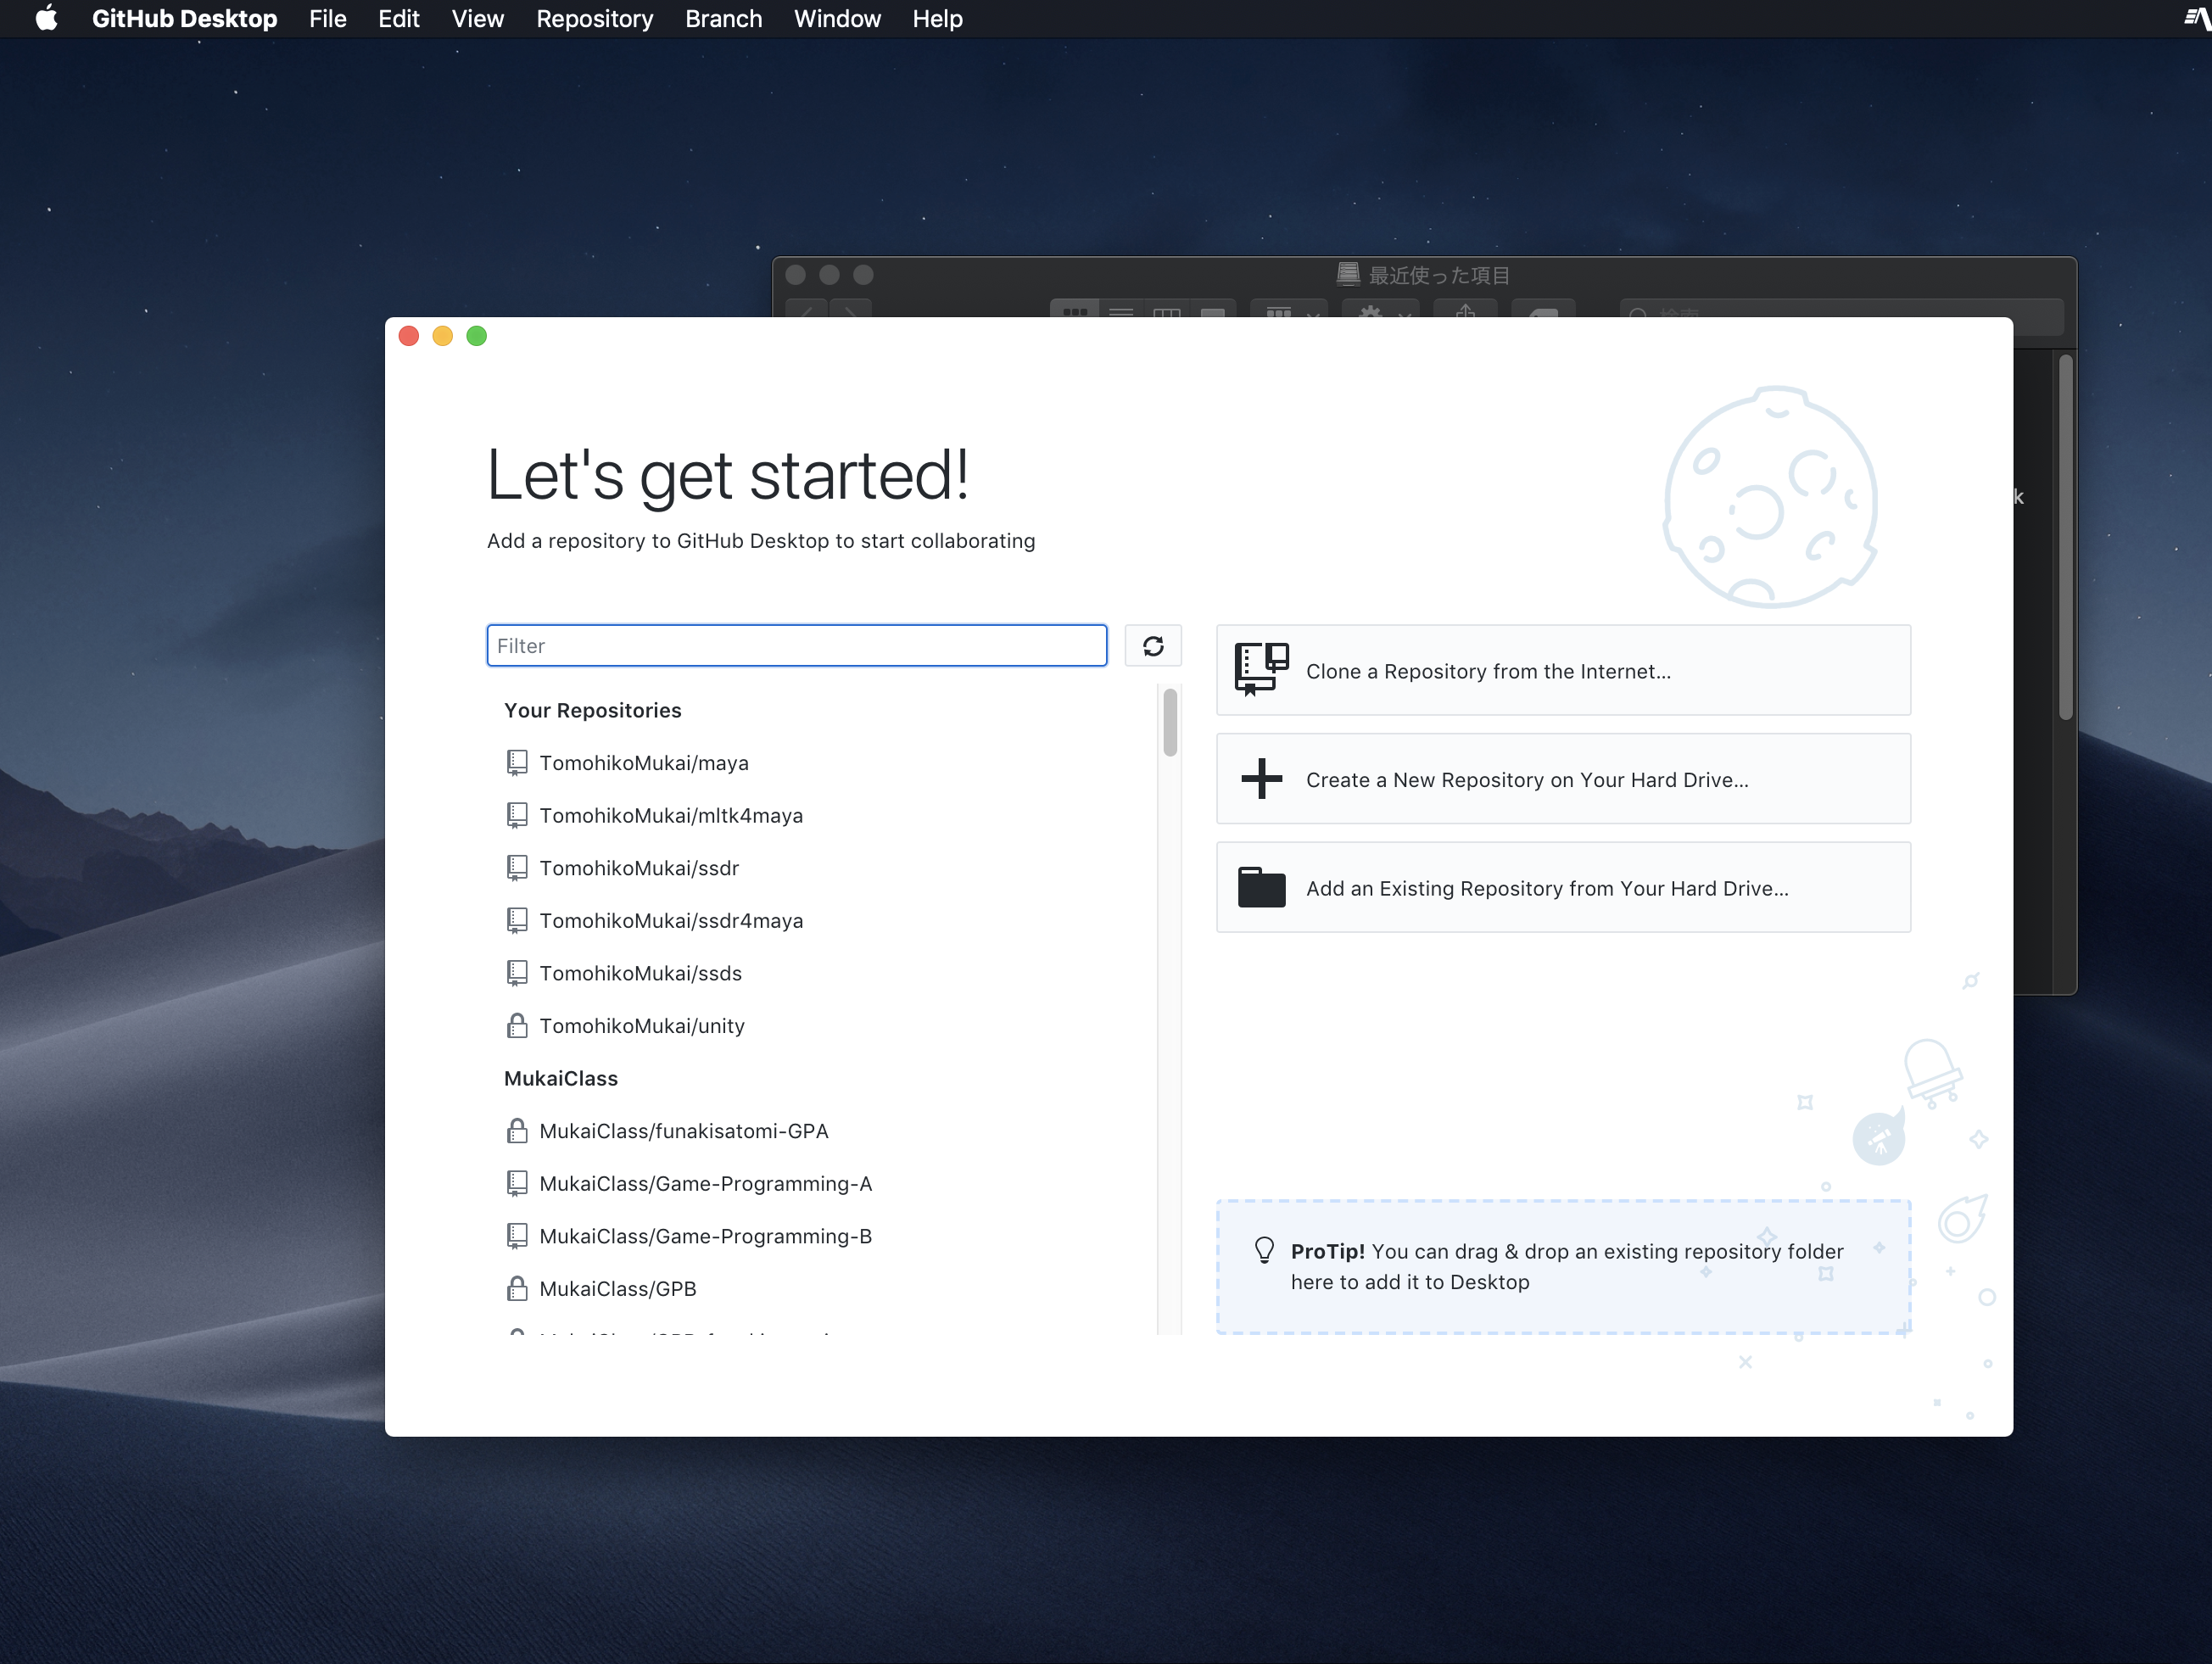 GitHub Desktop File Edit View Repository Branch Window Help
最近使った項目
検索
k
Let's get started!
Add a repository to GitHub Desktop to start collaborating
Filter
Your Repositories
TomohikoMukai/maya
TomohikoMukai/mltk4maya
TomohikoMukai/ssdr
TomohikoMukai/ssdr4maya
TomohikoMukai/ssds
TomohikoMukai/unity
MukaiClass
MukaiClass/funakisatomi-GPA
MukaiClass/Game-Programming-A
MukaiClass/Game-Programming-B
MukaiClass/GPB
Clone a Repository from the Internet...
Create a New Repository on Your Hard Drive...
Add an Existing Repository from Your Hard Drive...
ProTip! You can drag & drop an existing repository folder
here to add it to Desktop